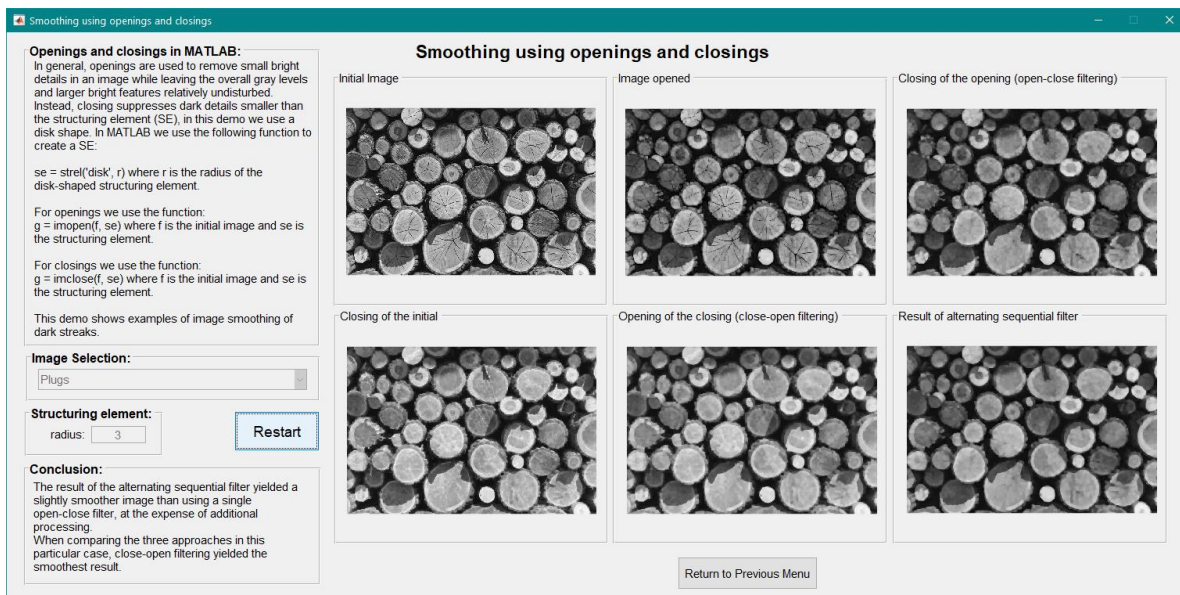 Smoothing using openings and closings
Openings and closings in MATLAB:
In general, openings are used to remove small bright
details in an image while leaving the overall gray levels
and larger bright features relatively undisturbed.
Instead, closing suppresses dark details smaller than
the structuring element (SE), in this demo we use a
disk shape. In MATLAB we use the following function to
create a SE:
se = strel('disk', r) where r is the radius of the
disk-shaped structuring element.
For openings we use the function:
g = imopen(f, se) where f is the initial image and se is
the structuring element.
For closings we use the function:
g = imclose(f, se) where f is the initial image and se is
the structuring element.
This demo shows examples of image smoothing of
dark streaks.
Image Selection:
Plugs
Structuring element:
radius: 3
Restart
Conclusion:
The result of the alternating sequential filter yielded a
slightly smoother image than using a single
open-close filter, at the expense of additional
processing.
When comparing the three approaches in this
particular case, close-open filtering yielded the
smoothest result.
Smoothing using openings and closings
Initial Image
Image opened
Closing of the opening (open-close filtering)
Closing of the initial
Opening of the closing (close-open filtering)
Result of alternating sequential filter
Return to Previous Menu